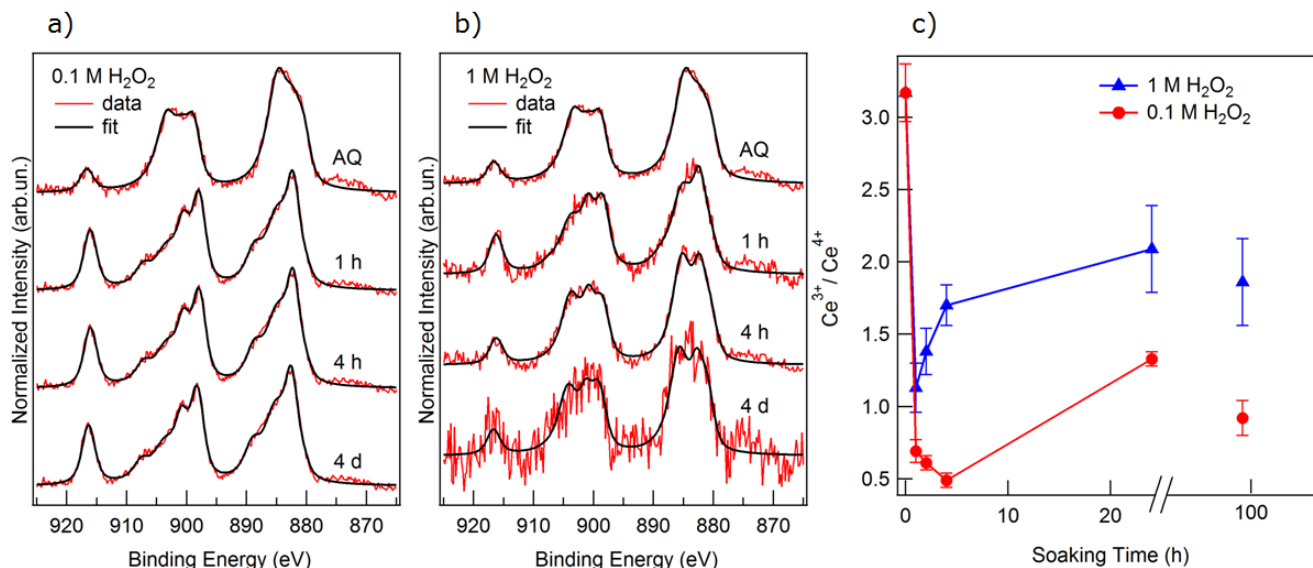 a)
0.1 M H₂O₂
data
fit
AQ
1 h
4 h
4 d
Normalized Intensity (arb.un.)
920 910 900 890 880 870
Binding Energy (eV)
b)
1 M H₂O₂
data
fit
AQ
1 h
4 h
4 d
Normalized Intensity (arb.un.)
920 910 900 890 880 870
Binding Energy (eV)
c)
1 M H₂O₂
0.1 M H₂O₂
Ce³⁺/ Ce⁴⁺
3.0
2.5
2.0
1.5
1.0
0.5
0 10 20 100
Soaking Time (h)